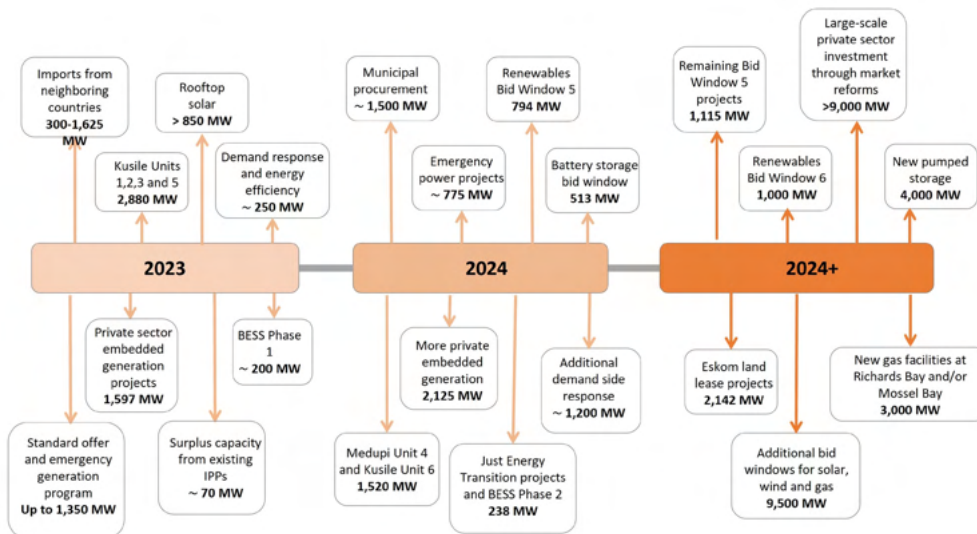 Imports from
neighboring
countries
300-1,625
MW
Rooftop
solar
> 850 MW
Kusile Units
1,2,3 and 5
2,880 MW
Demand response
and energy
efficiency
~ 250 MW
Municipal
procurement
~ 1,500 MW
Renewables
Bid Window 5
794 MW
Emergency
power projects
~ 775 MW
Battery storage
bid window
513 MW
Remaining Bid
Window 5
projects
1,115 MW
Large-scale
private sector
investment
through market
reforms
>9,000 MW
Renewables
Bid Window 6
1,000 MW
New pumped
storage
4,000 MW
2023
2024
2024+
Private sector
embedded
generation
projects
1,597 MW
BESS Phase
1
~ 200 MW
Standard offer
and emergency
generation
program
Up to 1,350 MW
Surplus capacity
from existing
IPPs
~ 70 MW
More private
embedded
generation
2,125 MW
Additional
demand side
response
~ 1,200 MW
Medupi Unit 4
and Kusile Unit 6
1,520 MW
Just Energy
Transition projects
and BESS Phase 2
238 MW
Eskom land
lease projects
2,142 MW
New gas facilities at
Richards Bay and/or
Mossel Bay
3,000 MW
Additional bid
windows for solar,
wind and gas
9,500 MW